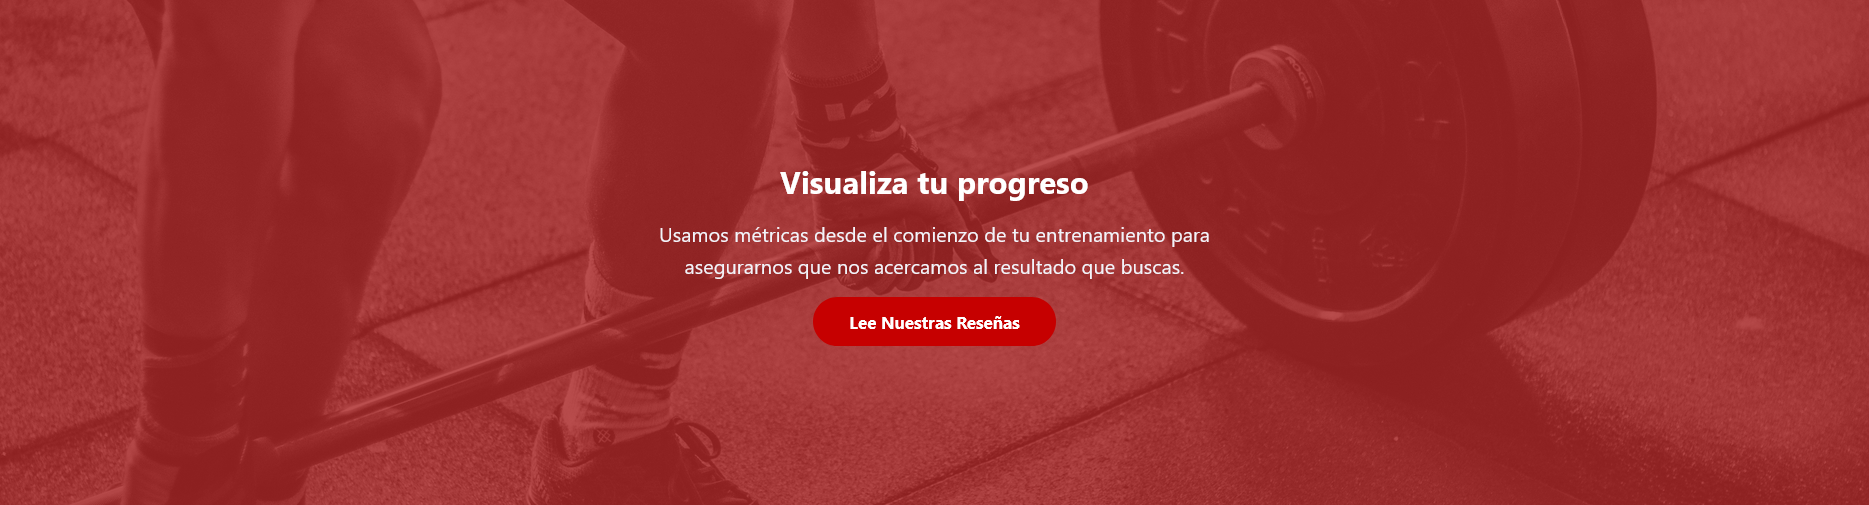 Visualiza tu progreso
Usamos métricas desde el comienzo de tu entrenamiento para
asegurarnos que nos acercamos al resultado que buscas.
Lee Nuestras Reseñas
ROGUE